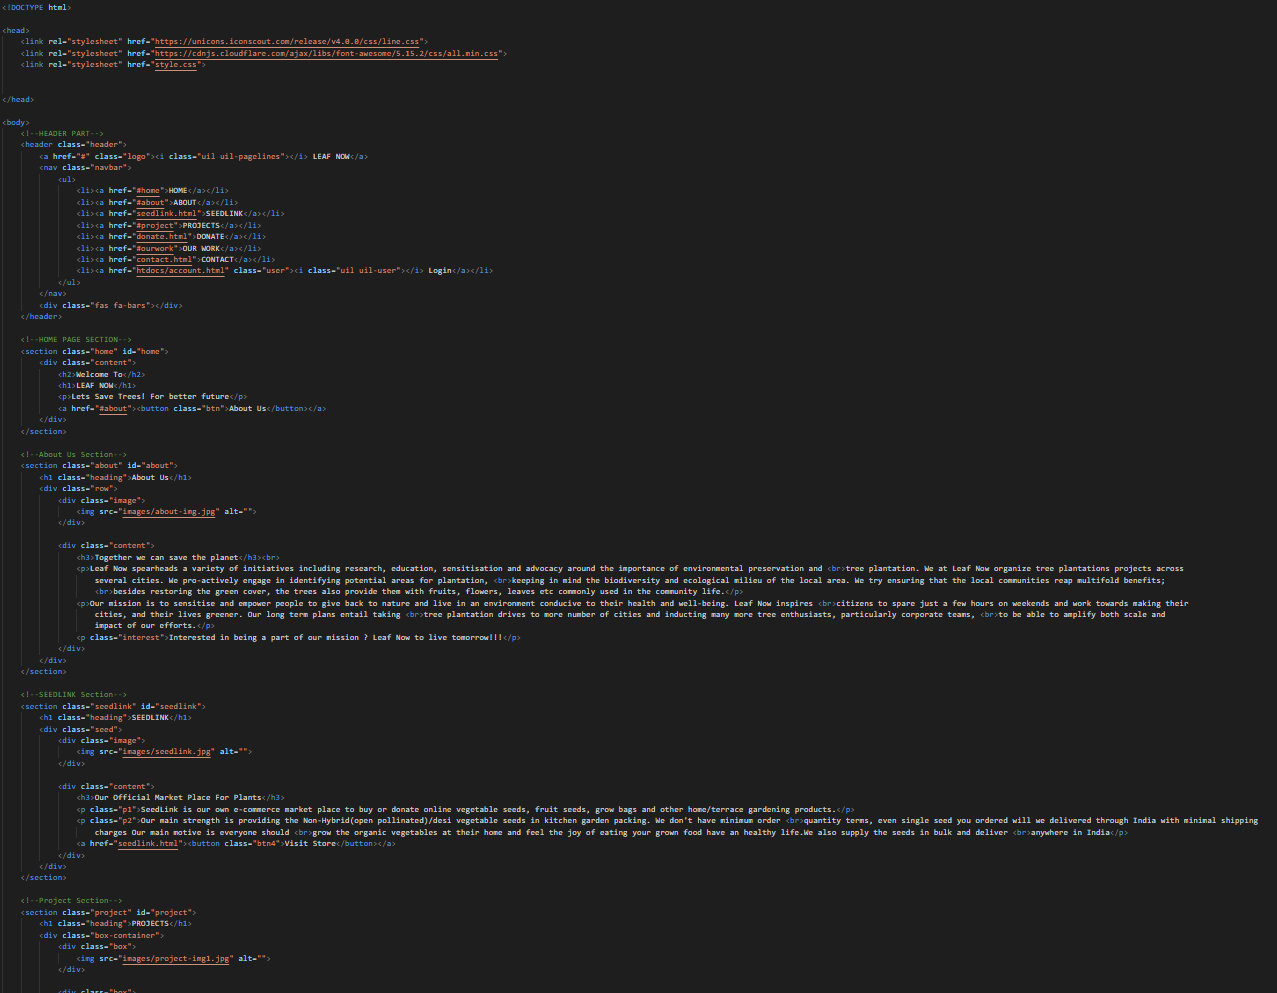 <!DOCTYPE html>
<head>
<link rel="stylesheet" href="https://unicons.iconscout.com/release/v4.0.0/css/line.css">
<link rel="stylesheet" href="https://cdnjs.cloudflare.com/ajax/libs/font-awesome/5.15.2/css/all.min.css">
<link rel="stylesheet" href="style.css">
</head>
<body>
<!--HEADER PART-->
<header class="header">
<a href="#" class="logo"><i class="uil uil-pagelines"></i> LEAF NOW</a>
<nav class="navbar">
<ul>
<li><a href="#home">HOME</a></li>
<li><a href="#about">ABOUT</a></li>
<li><a href="seedlink.html">SEEDLINK</a></li>
<li><a href="#project">PROJECTS</a></li>
<li><a href="donate.html">DONATE</a></li>
<li><a href="#ourwork">OUR WORK</a></li>
<li><a href="contact.html">CONTACT</a></li>
<li><a href="htdocs/account.html" class="user"><i class="uil uil-user"></i> Login</a></li>
</ul>
</nav>
<div class="fas fa-bars"></div>
</header>
<!--HOME PAGE SECTION-->
<section class="home" id="home">
<div class="content">
<h2>Welcome To</h2>
<h1>LEAF NOW</h1>
<p>Lets Save Trees! For better future</p>
<a href="#about"><button class="btn">About Us</button></a>
</div>
</section>
<!--About Us Section-->
<section class="about" id="about">
<h1 class="heading">About Us</h1>
<div class="row">
<div class="image">
<img src="images/about-img.jpg" alt="">
</div>
<div class="content">
<h3>Together we can save the planet</h3><br>
<p>Leaf Now spearheads a variety of initiatives including research, education, sensitisation and advocacy around the importance of environmental preservation and <br>tree plantation. We at Leaf Now organize tree plantations projects across
several cities. We pro-actively engage in identifying potential areas for plantation, <br>keeping in mind the biodiversity and ecological milieu of the local area. We try ensuring that the local communities reap multifold benefits;
<br>besides restoring the green cover, the trees also provide them with fruits, flowers, leaves etc commonly used in the community life.</p>
<p>Our mission is to sensitise and empower people to give back to nature and live in an environment conducive to their health and well-being. Leaf Now inspires <br>citizens to spare just a few hours on weekends and work towards making their
cities, and their lives greener. Our long term plans entail taking <br>tree plantation drives to more number of cities and inducting many more tree enthusiasts, particularly corporate teams, <br>to be able to amplify both scale and
impact of our efforts.</p>
<p class="interest">Interested in being a part of our mission ? Leaf Now to live tomorrow!!!</p>
</div>
</div>
</section>
<!--SEEDLINK Section-->
<section class="seedlink" id="seedlink">
<h1 class="heading">SEEDLINK</h1>
<div class="seed">
<div class="image">
<img src="images/seedlink.jpg" alt="">
</div>
<div class="content">
<h3>Our Official Market Place For Plants</h3>
<p class="p1">SeedLink is our own e-commerce market place to buy or donate online vegetable seeds, fruit seeds, grow bags and other home/terrace gardening products.</p>
<p class="p2">Our main strength is providing the Non-Hybrid(open pollinated)/desi vegetable seeds in kitchen garden packing. We don't have minimum order <br>quantity terms, even single seed you ordered will we delivered through India with minimal shipping
charges Our main motive is everyone should <br>grow the organic vegetables at their home and feel the joy of eating your grown food have an healthy life.We also supply the seeds in bulk and deliver <br>anywhere in India</p>
<a href="seedlink.html"><button class="btn4">Visit Store</button></a>
</div>
</div>
</section>
<!--Project Section-->
<section class="project" id="project">
<h1 class="heading">PROJECTS</h1>
<div class="box-container">
<div class="box">
<img src="images/project-img1.jpg" alt="">
</div>
<div class="box">